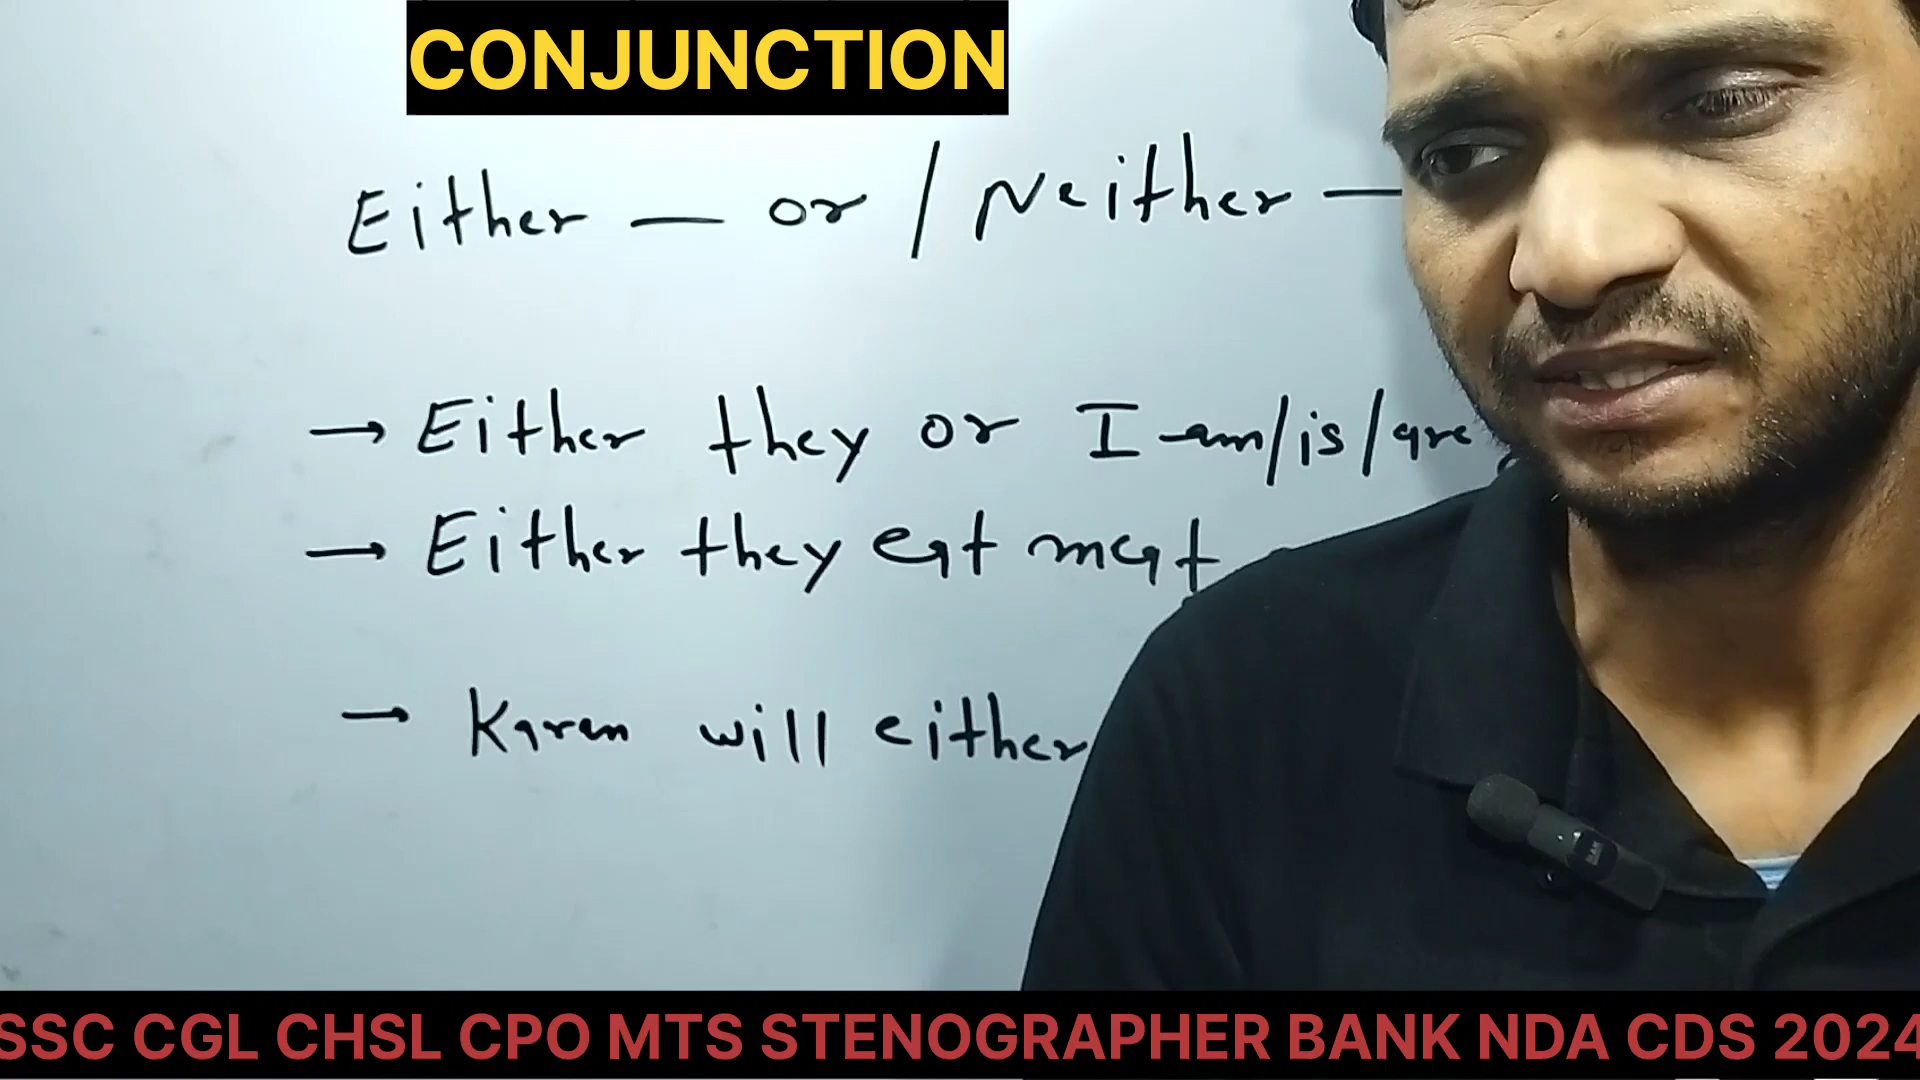 CONJUNCTION
Either — or / Neither —
→ Either they or I am/is/are
→ Either they eat meat
→ Karen will either
SSC CGL CHSL CPO MTS STENOGRAPHER BANK NDA CDS 2024